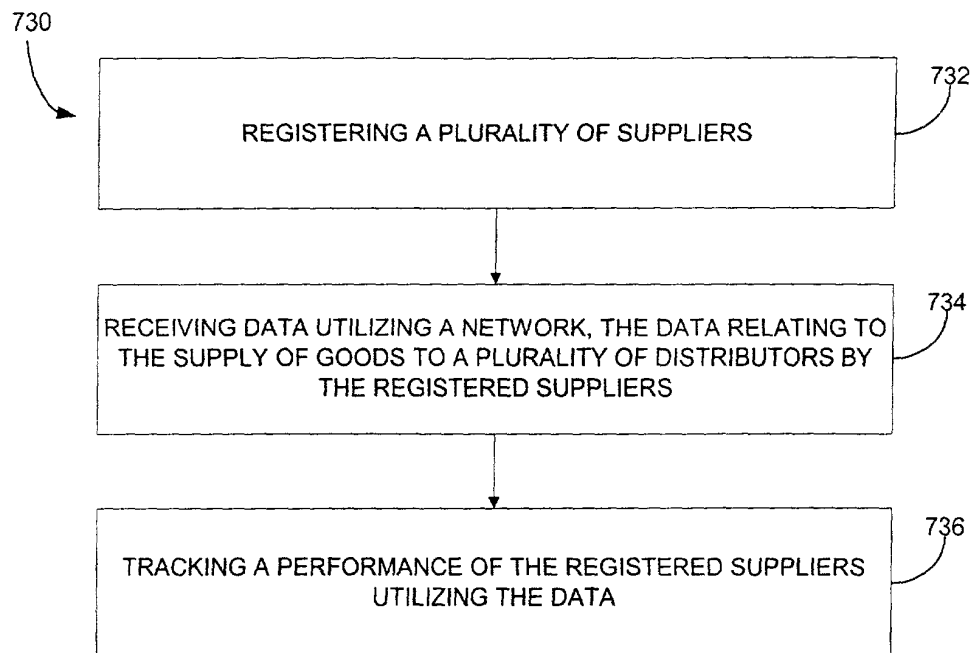 730
732
REGISTERING A PLURALITY OF SUPPLIERS
734
RECEIVING DATA UTILIZING A NETWORK, THE DATA RELATING TO
THE SUPPLY OF GOODS TO A PLURALITY OF DISTRIBUTORS BY
THE REGISTERED SUPPLIERS
736
TRACKING A PERFORMANCE OF THE REGISTERED SUPPLIERS
UTILIZING THE DATA